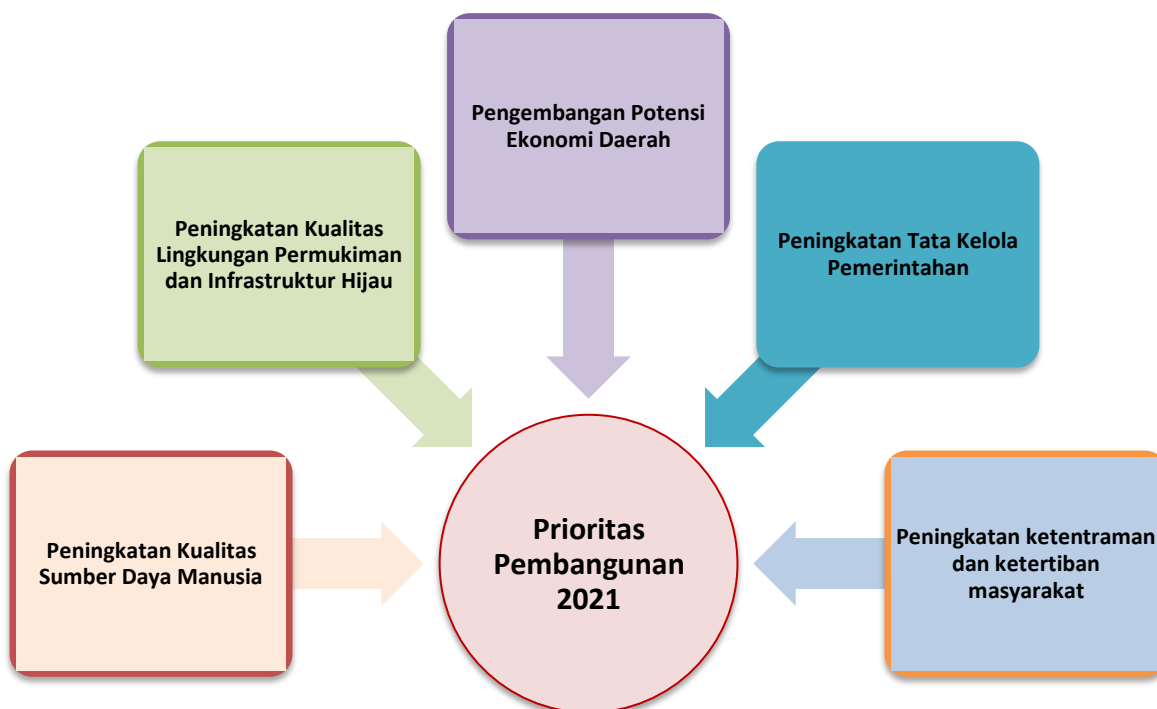 Pengembangan Potensi
Ekonomi Daerah
Peningkatan Kualitas
Lingkungan Permukiman
dan Infrastruktur Hijau
Peningkatan Tata Kelola
Pemerintahan
Peningkatan Kualitas
Sumber Daya Manusia
Prioritas
Pembangunan
2021
Peningkatan ketentraman
dan ketertiban
masyarakat